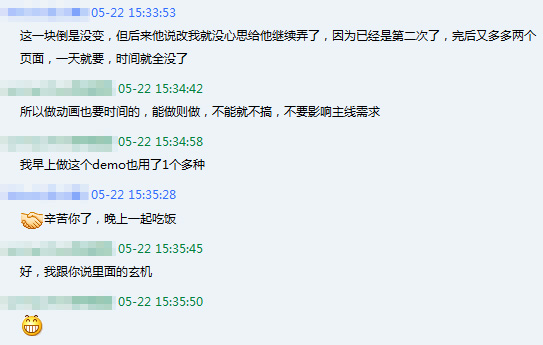 05-22 15:33:53
这一块倒是没变，但后来他说改我就没心思给他继续弄了，因为已经是第二次了，完后又多多两个
页面，一天就要，时间就全没了
05-22 15:34:42
所以做动画也要时间的，能做则做，不能就不搞，不要影响主线需求
05-22 15:34:58
我早上做这个demo也用了1个多种
05-22 15:35:28
辛苦你了，晚上一起吃饭
05-22 15:35:45
好，我跟你说里面的玄机
05-22 15:35:50